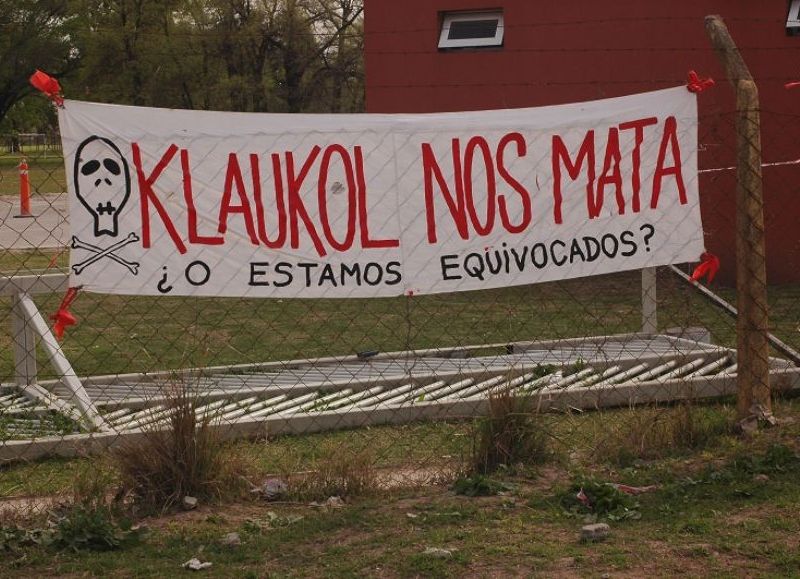 KLAUKOL NOS MATA
¿O ESTAMOS EQUIVOCADOS?